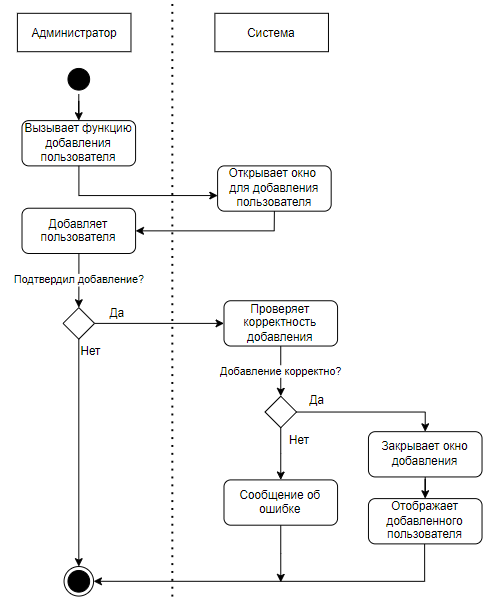 Администратор
Система
Вызывает функцию
добавления
пользователя
Открывает окно
для добавления
пользователя
Добавляет
пользователя
Подтвердил добавление?
Да
Нет
Проверяет
корректность
добавления
Добавление корректно?
Да
Нет
Закрывает окно
добавления
Сообщение об
ошибке
Отображает
добавленного
пользователя